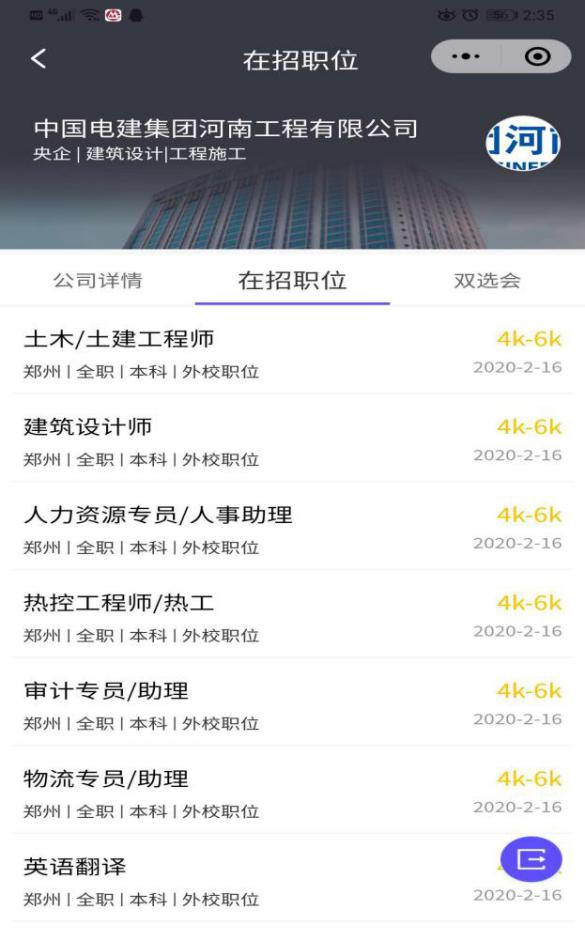 HD 4G 56 2:35
在招职位
中国电建集团河南工程有限公司
央企 | 建筑设计|工程施工
河
公司详情 在招职位 双选会
土木/土建工程师 4k-6k
郑州 | 全职 | 本科 | 外校职位 2020-2-16
建筑设计师 4k-6k
郑州 | 全职 | 本科 | 外校职位 2020-2-16
人力资源专员/人事助理 4k-6k
郑州 | 全职 | 本科 | 外校职位 2020-2-16
热控工程师/热工 4k-6k
郑州 | 全职 | 本科 | 外校职位 2020-2-16
审计专员/助理 4k-6k
郑州 | 全职 | 本科 | 外校职位 2020-2-16
物流专员/助理 4k-6k
郑州 | 全职 | 本科 | 外校职位 2020-2-16
英语翻译
郑州 | 全职 | 本科 | 外校职位 2020-2-16